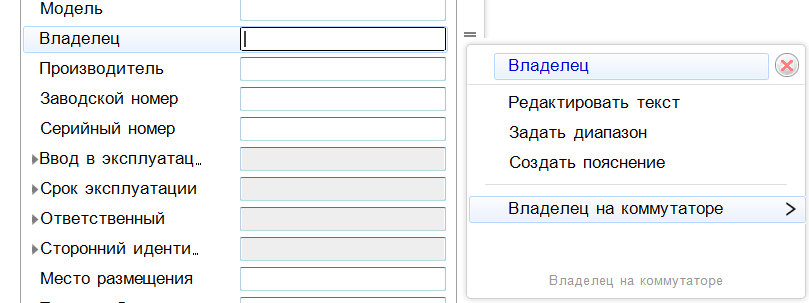 Модель
Владелец
Производитель
Заводской номер
Серийный номер
Ввод в эксплуатац...
Срок эксплуатации
Ответственный
Сторонний иденти...
Место размещения
Владелец
Редактировать текст
Задать диапазон
Создать пояснение
Владелец на коммутаторе
Владелец на коммутаторе